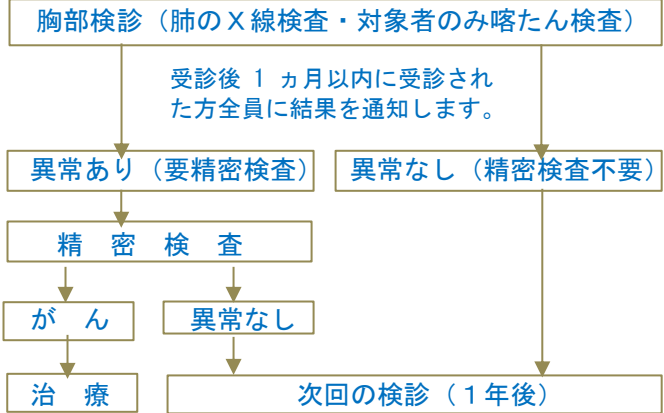 胸部検診（肺のＸ線検査・対象者のみ喀たん検査）
受診後 1 ヵ月以内に受診され
た方全員に結果を通知します。
異常あり（要精密検査）
異常なし（精密検査不要）
精 密 検 査
が ん
異常なし
治 療
次回の検診（１年後）